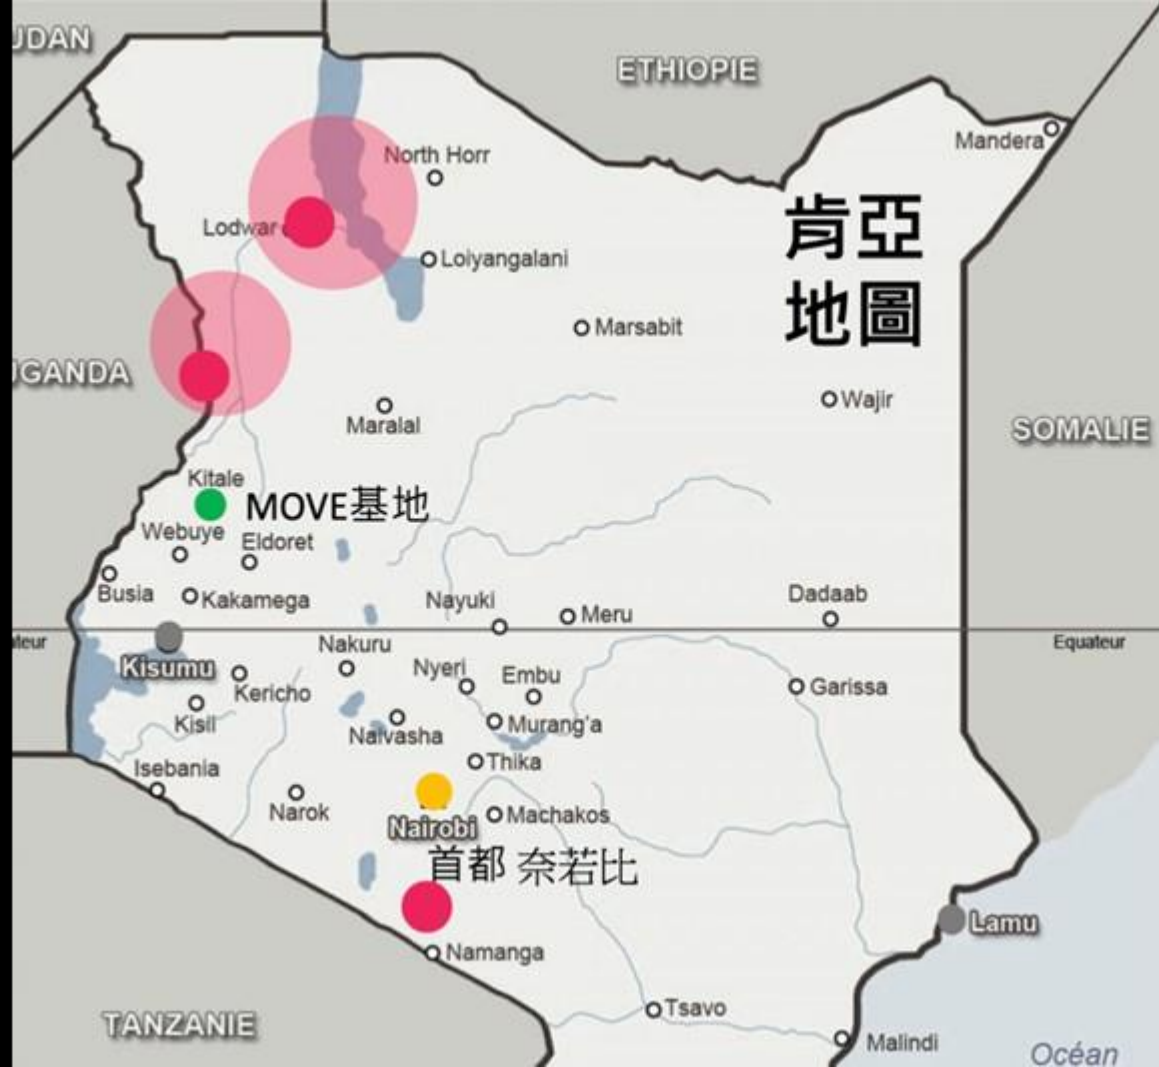 UDAN
ETHIOPIE
Mandera
North Horr
肯亞
地圖
Lodwar
Loiyangalani
Marsabit
UGANDA
Wajir
Maralal
SOMALIE
Kitale
MOVE基地
Webuye
Eldoret
Busia
Kakamega
Nayuki
Meru
Dadaab
teur
Equateur
Kisumu
Nakuru
Nyeri
Embu
Kericho
Garissa
Kisii
Murang'a
Naivasha
Thika
Isebania
Narok
Machakos
Nairobi
首都 奈若比
Lamu
Namanga
Tsavo
TANZANIE
Malindi
Océan